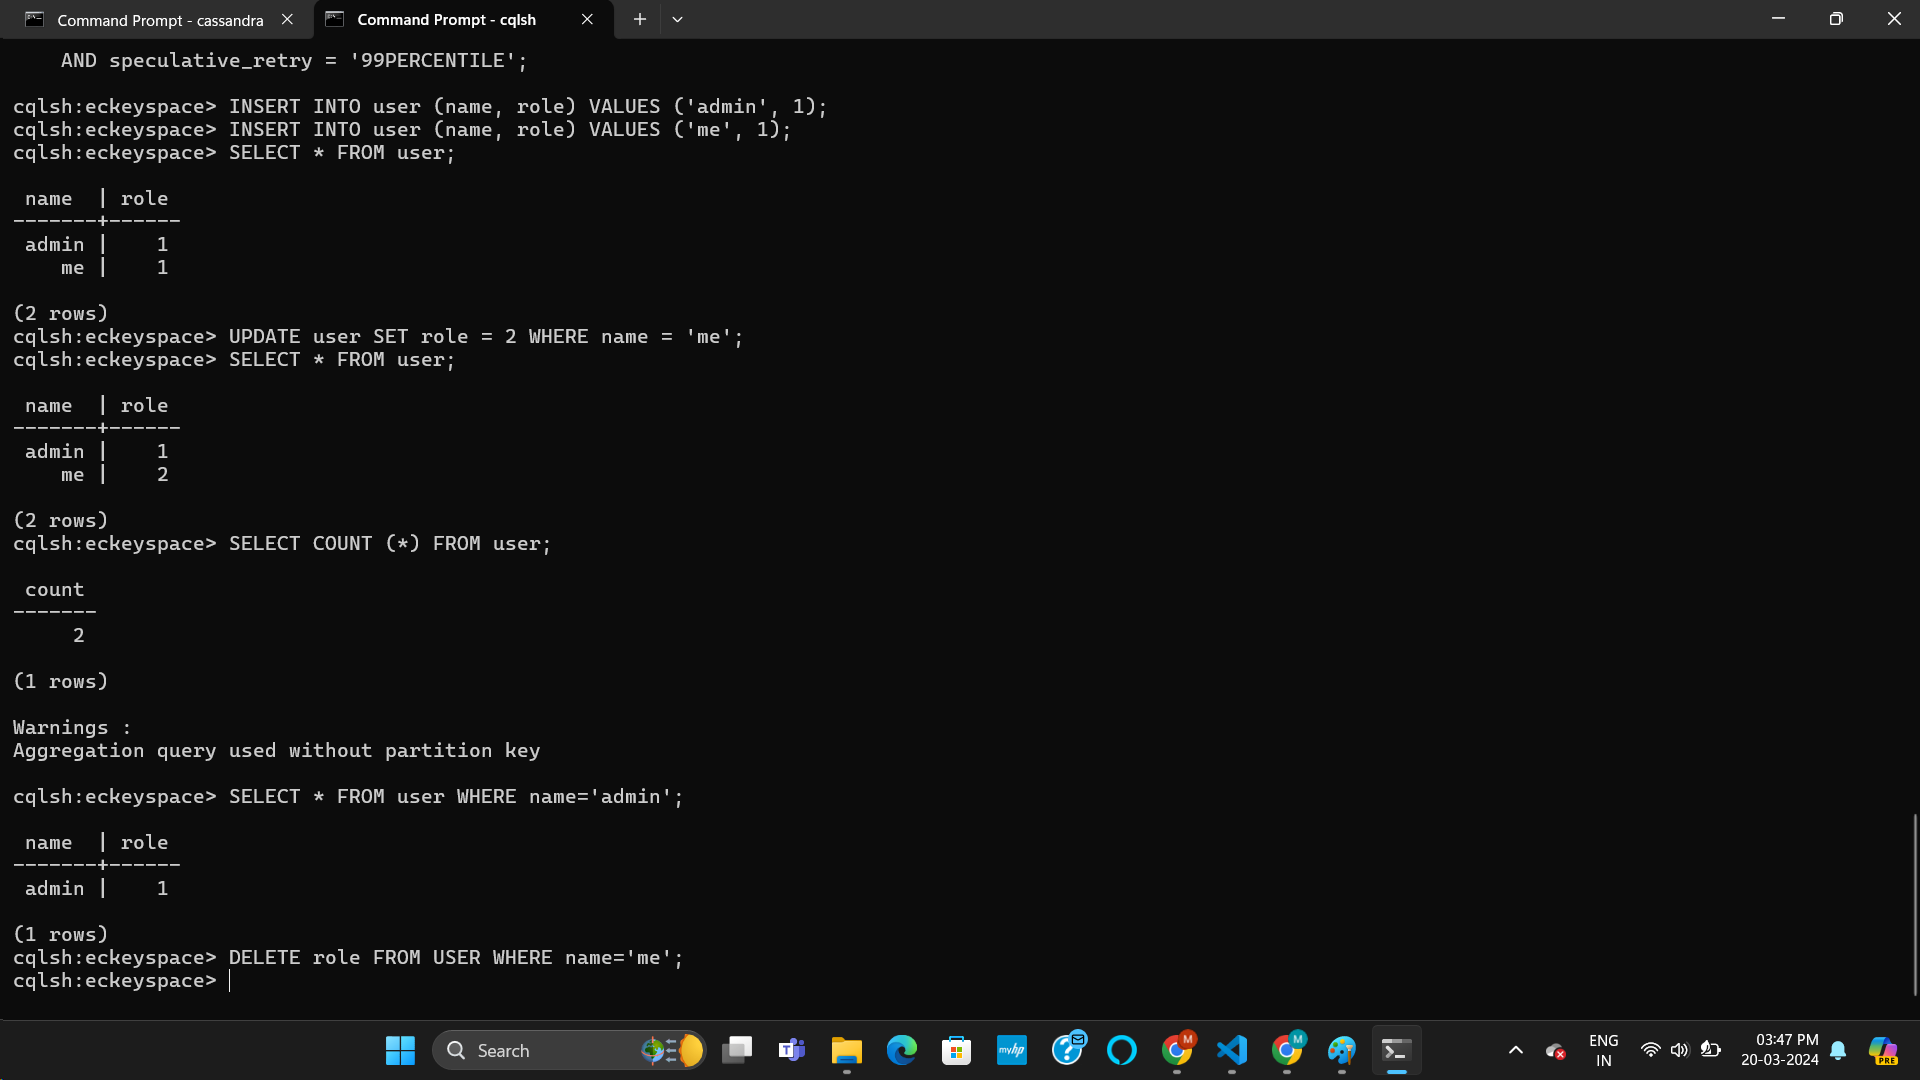 Command Prompt - cassandra
Command Prompt - cqlsh
    AND speculative_retry = '99PERCENTILE';
cqlsh:eckeyspace> INSERT INTO user (name, role) VALUES ('admin', 1);
cqlsh:eckeyspace> INSERT INTO user (name, role) VALUES ('me', 1);
cqlsh:eckeyspace> SELECT * FROM user;
 name  | role
-------+------
 admin |    1
    me |    1
(2 rows)
cqlsh:eckeyspace> UPDATE user SET role = 2 WHERE name = 'me';
cqlsh:eckeyspace> SELECT * FROM user;
 name  | role
-------+------
 admin |    1
    me |    2
(2 rows)
cqlsh:eckeyspace> SELECT COUNT (*) FROM user;
 count
-------
     2
(1 rows)
Warnings :
Aggregation query used without partition key
cqlsh:eckeyspace> SELECT * FROM user WHERE name='admin';
 name  | role
-------+------
 admin |    1
(1 rows)
cqlsh:eckeyspace> DELETE role FROM USER WHERE name='me';
cqlsh:eckeyspace>
Search
myhp
M
M
ENG
IN
03:47 PM
20-03-2024
PRE